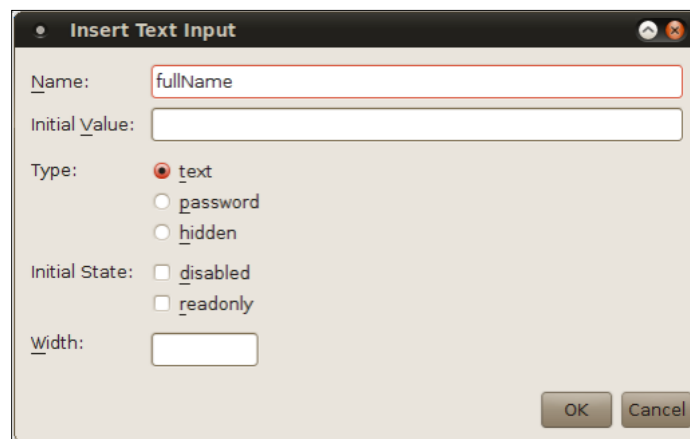 Insert Text Input
Name: fullName
Initial Value:
Type: text
password
hidden
Initial State: disabled
readonly
Width:
OK Cancel